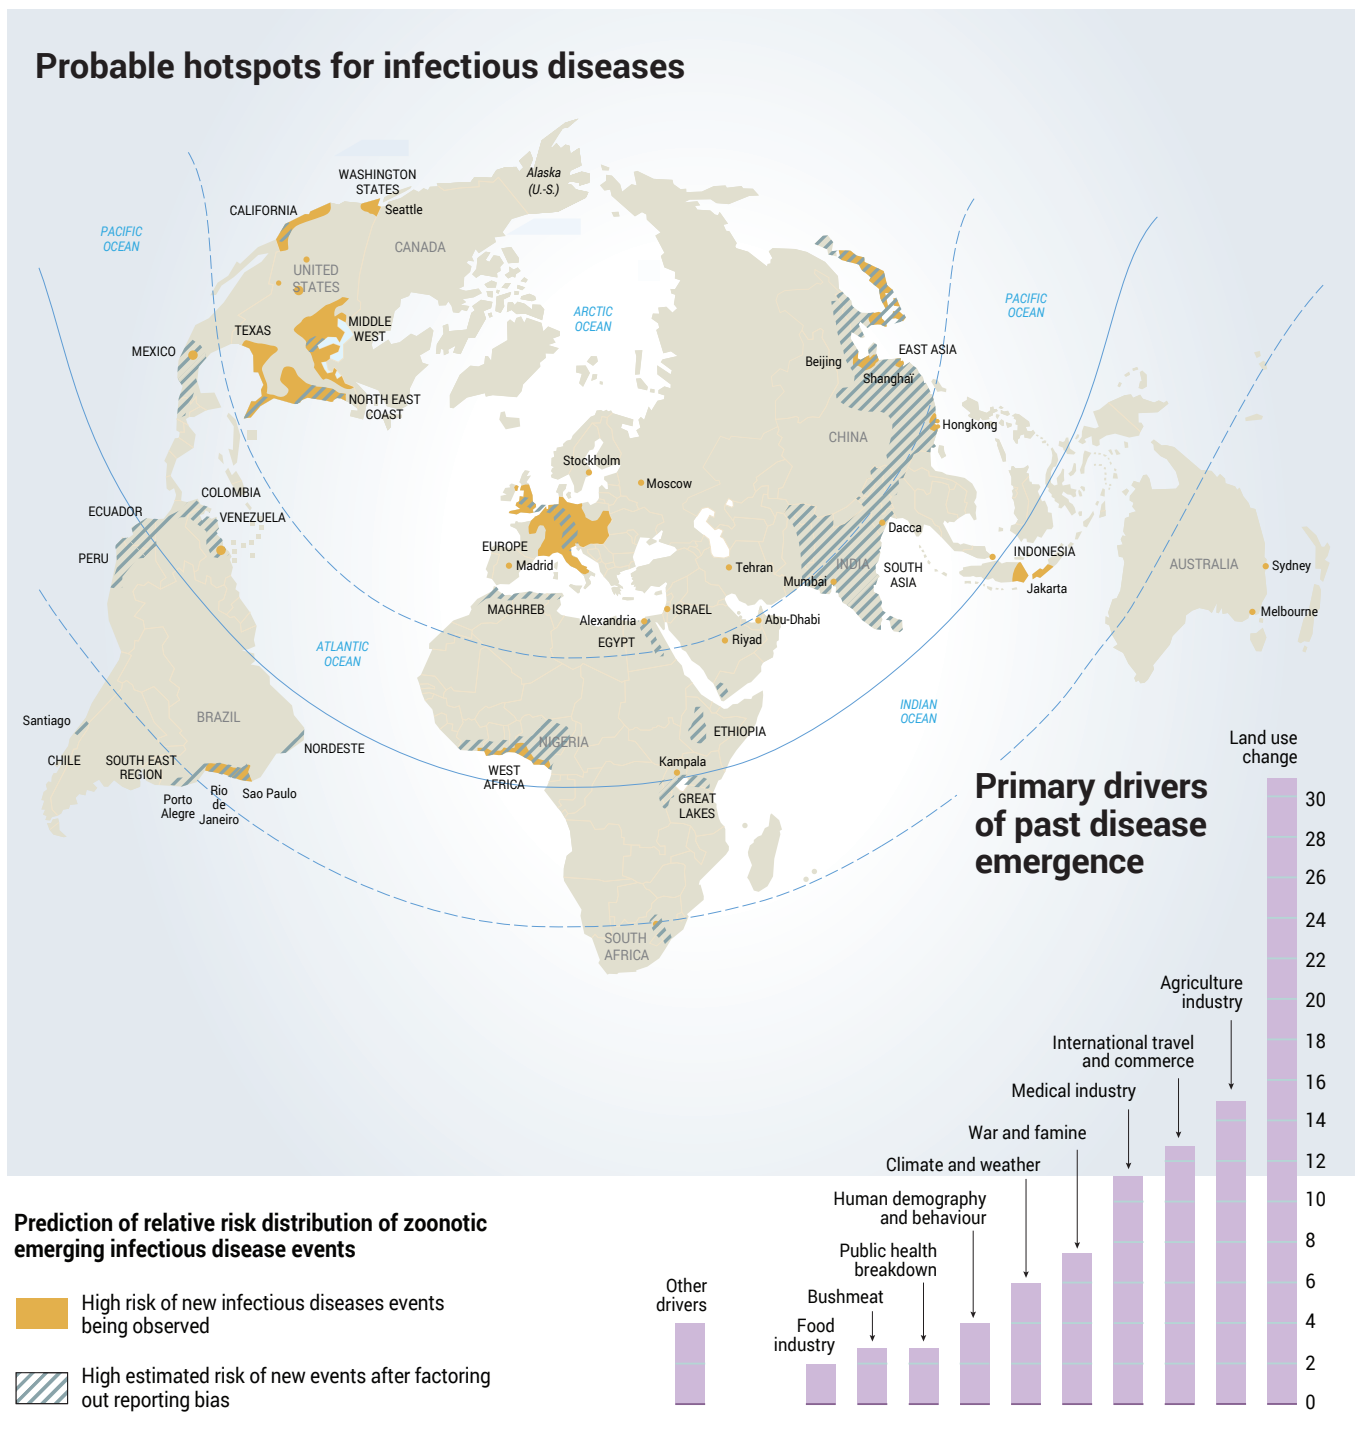 Probable hotspots for infectious diseases
Alaska
(U.-S.)
WASHINGTON
STATES
Seattle
CALIFORNIA
CANADA
PACIFIC
OCEAN
UNITED
STATES
ARCTIC
OCEAN
PACIFIC
OCEAN
TEXAS
MIDDLE
WEST
MEXICO
NORTH EAST
COAST
Beijing
EAST ASIA
Shanghaï
Hongkong
CHINA
Stockholm
Moscow
COLOMBIA
ECUADOR
VENEZUELA
PERU
EUROPE
Madrid
Dacca
INDIA
SOUTH
ASIA
INDONESIA
Jakarta
AUSTRALIA
Sydney
Melbourne
Tehran
Mumbai
MAGHREB
ISRAEL
Alexandria
Abu-Dhabi
EGYPT
Riyad
ATLANTIC
OCEAN
INDIAN
OCEAN
Santiago
BRAZIL
NORDESTE
CHILE
SOUTH EAST
REGION
Porto
Alegre
Rio
de
Janeiro
Sao Paulo
NIGERIA
ETHIOPIA
WEST
AFRICA
Kampala
GREAT
LAKES
SOUTH
AFRICA
Primary drivers
of past disease
emergence
Land use
change
Agriculture
industry
International travel
and commerce
Medical industry
War and famine
Climate and weather
Human demography
and behaviour
Public health
breakdown
Bushmeat
Food
industry
Other
drivers
30
28
26
24
22
20
18
16
14
12
10
8
6
4
2
0
Prediction of relative risk distribution of zoonotic
emerging infectious disease events
High risk of new infectious diseases events
being observed
High estimated risk of new events after factoring
out reporting bias